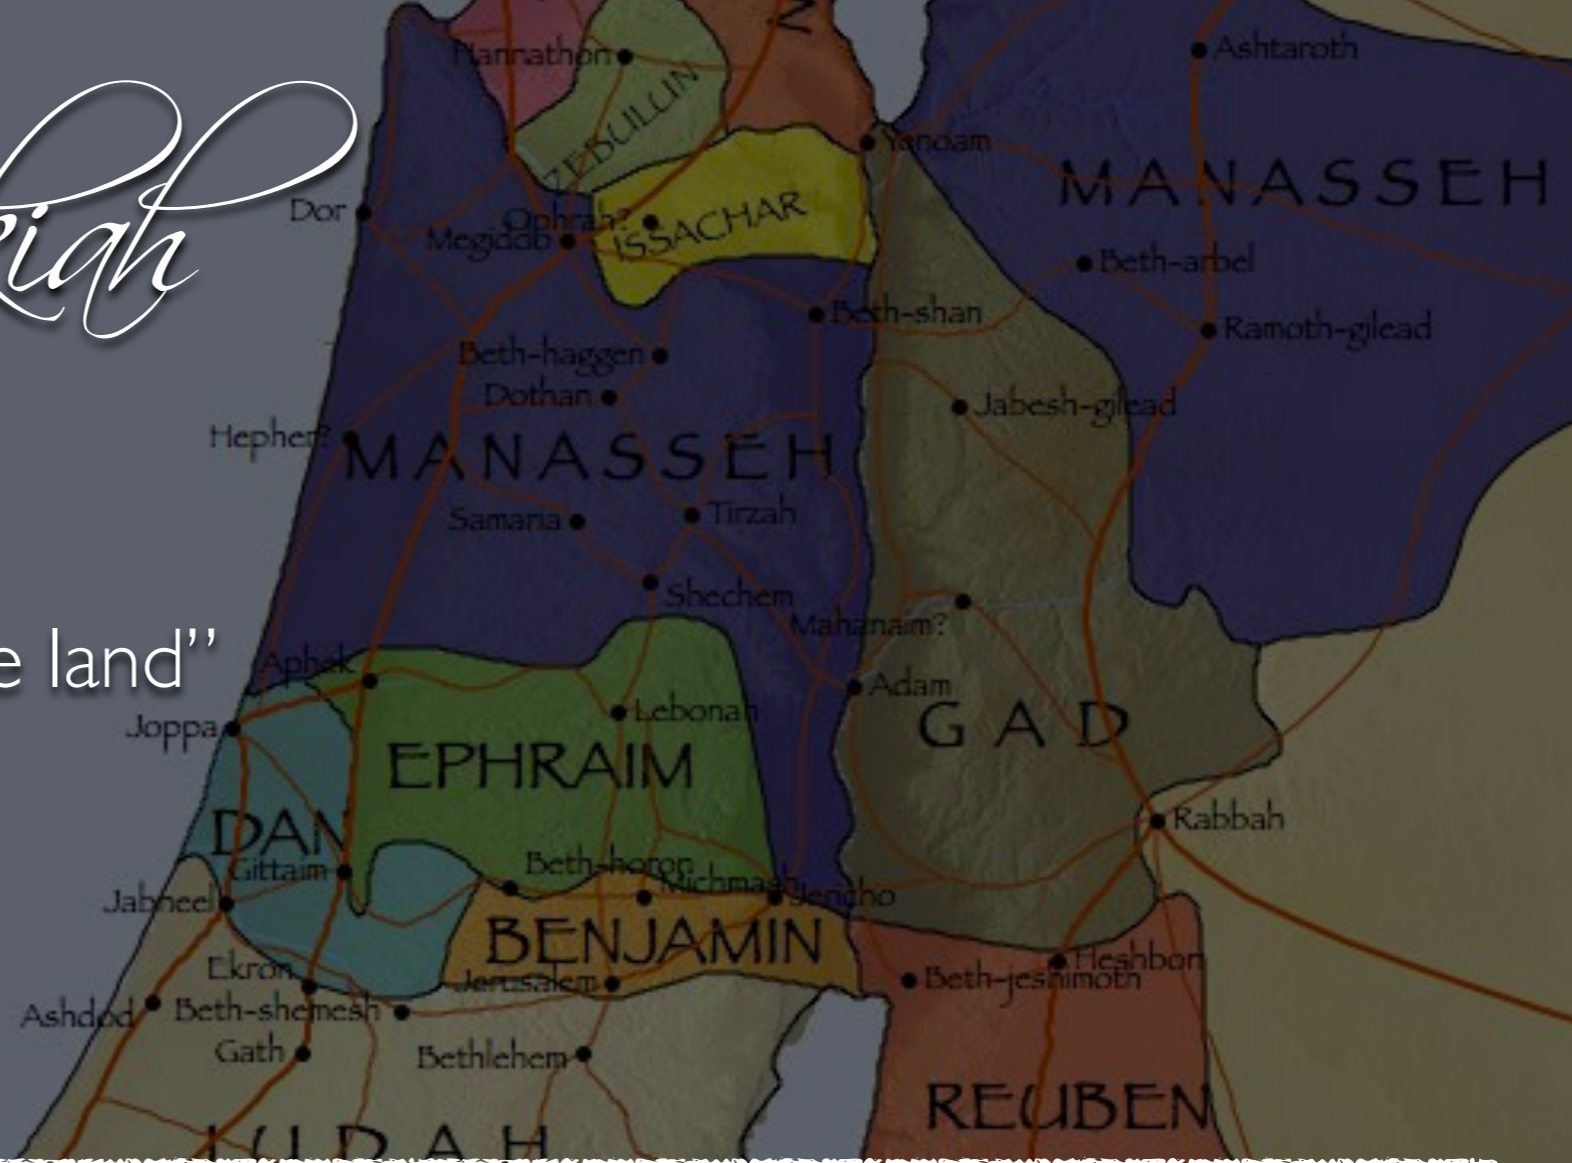 Hannathon
Ashtaroth
ZEBULUN
Yenoam
MANASSEH
Dor
Ophrah?
Megiddo
ISSACHAR
Beth-arbel
Beth-shan
Ramoth-gilead
Beth-haggen
Dothan
Jabesh-gilead
Hepher?
MANASSEH
Samaria
Tirzah
Shechem
Mahanaim?
e land”
Aphek
Adam
Joppa
Lebonah
GAD
EPHRAIM
DAN
Rabbah
Gittaim
Beth-horon
Michmash
Jericho
Jabneel
BENJAMIN
Heshbon
Ekron
Jerusalem
Beth-jeshimoth
Ashdod
Beth-shemesh
Gath
Bethlehem
REUBEN
JUDAH